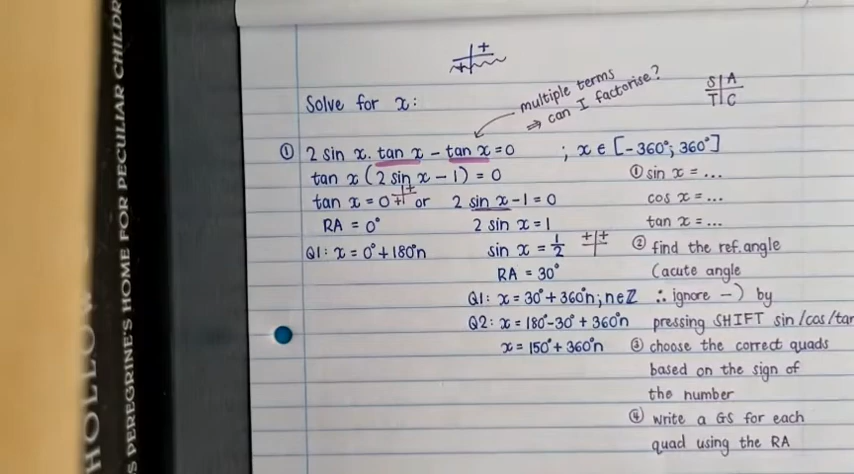 HOLLOW
S PEREGRINE'S HOME FOR PECULIAR CHILDR
+
+
Solve for x:
multiple terms
⇒ can I factorise?
S A
T C
① 2 sin x. tan x - tan x = 0 ; x ∈ [-360°; 360°]
tan x (2 sin x - 1) = 0
tan x = 0 + + or 2 sin x - 1 = 0
RA = 0° 2 sin x = 1
Q1: x = 0° + 180°n sin x = 1/2 + +
RA = 30°
Q1: x = 30° + 360°n; n∈Z
Q2: x = 180° - 30° + 360°n
x = 150° + 360°n
① sin x = ...
cos x = ...
tan x = ...
② find the ref. angle
(acute angle
∴ ignore -) by
pressing SHIFT sin/cos/tan
③ choose the correct quads
based on the sign of
the number
④ write a GS for each
quad using the RA